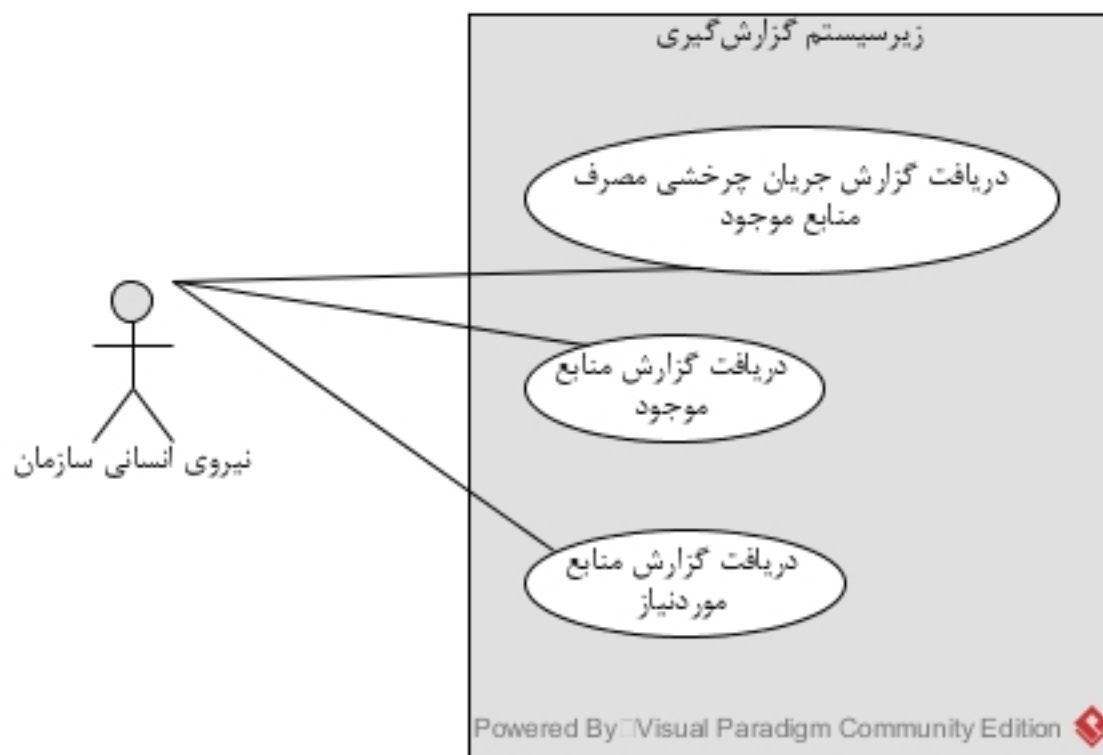 زیرسیستم گزارش‌گیری
دریافت گزارش جریان چرخشی مصرف
منابع موجود
دریافت گزارش منابع
موجود
نیروی انسانی سازمان
دریافت گزارش منابع
موردنیاز
Powered By Visual Paradigm Community Edition